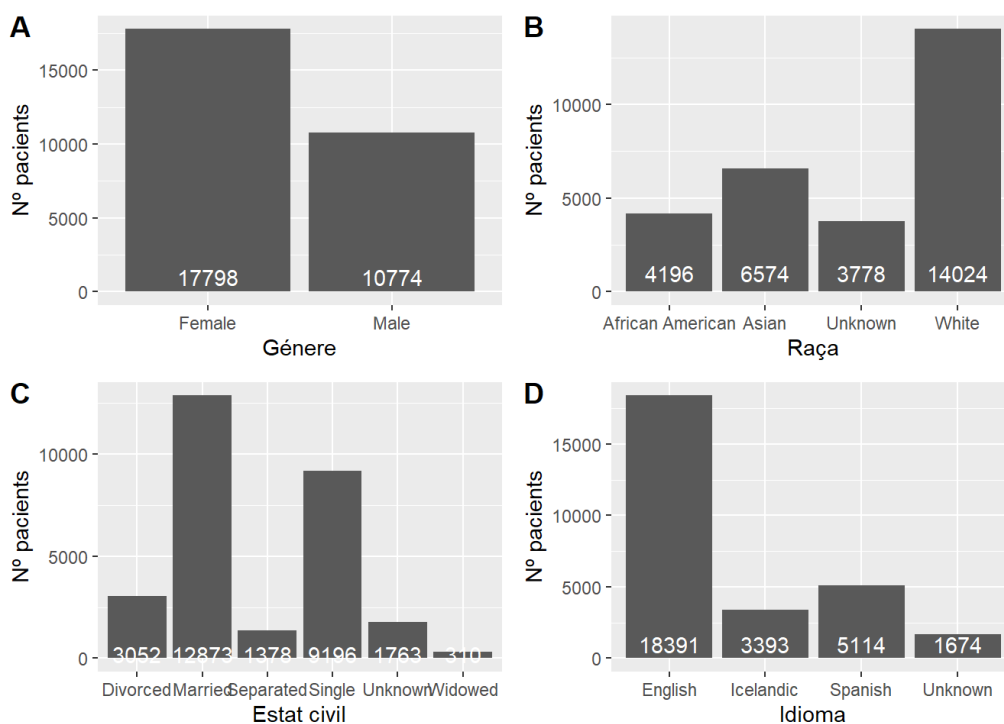 A
Nº pacients
15000
10000
5000
0
17798
10774
Female
Male
Génere
B
Nº pacients
10000
5000
0
4196
6574
3778
14024
African American
Asian
Unknown
White
Raça
C
Nº pacients
10000
5000
0
3052
12873
1378
9196
1763
310
Divorced
Married
Separated
Single
Unknown
Widowed
Estat civil
D
Nº pacients
15000
10000
5000
0
18391
3393
5114
1674
English
Icelandic
Spanish
Unknown
Idioma